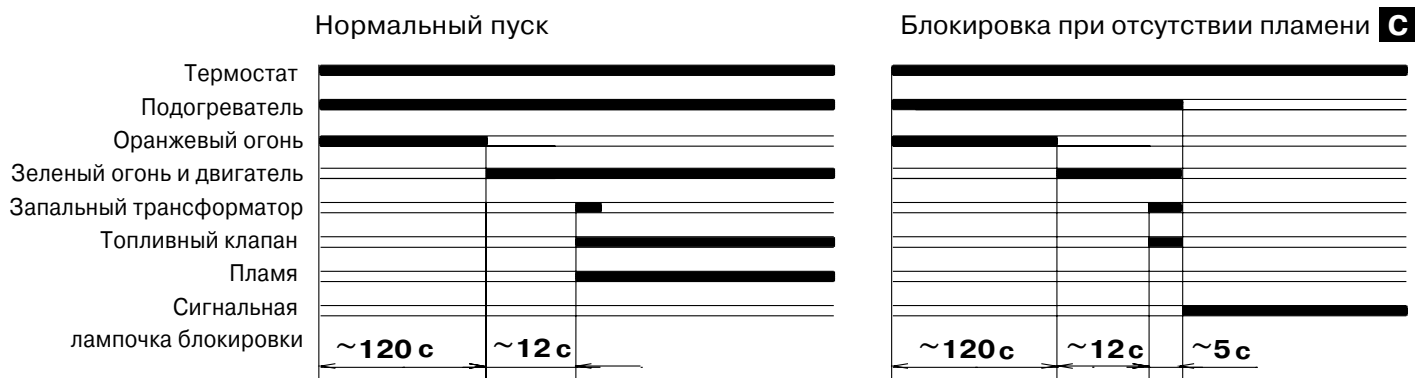 Нормальный пуск
Блокировка при отсутствии пламени C
Термостат
Подогреватель
Оранжевый огонь
Зеленый огонь и двигатель
Запальный трансформатор
Топливный клапан
Пламя
Сигнальная
лампочка блокировки
~120 с
~12 с
~120 с
~12 с
~5 с